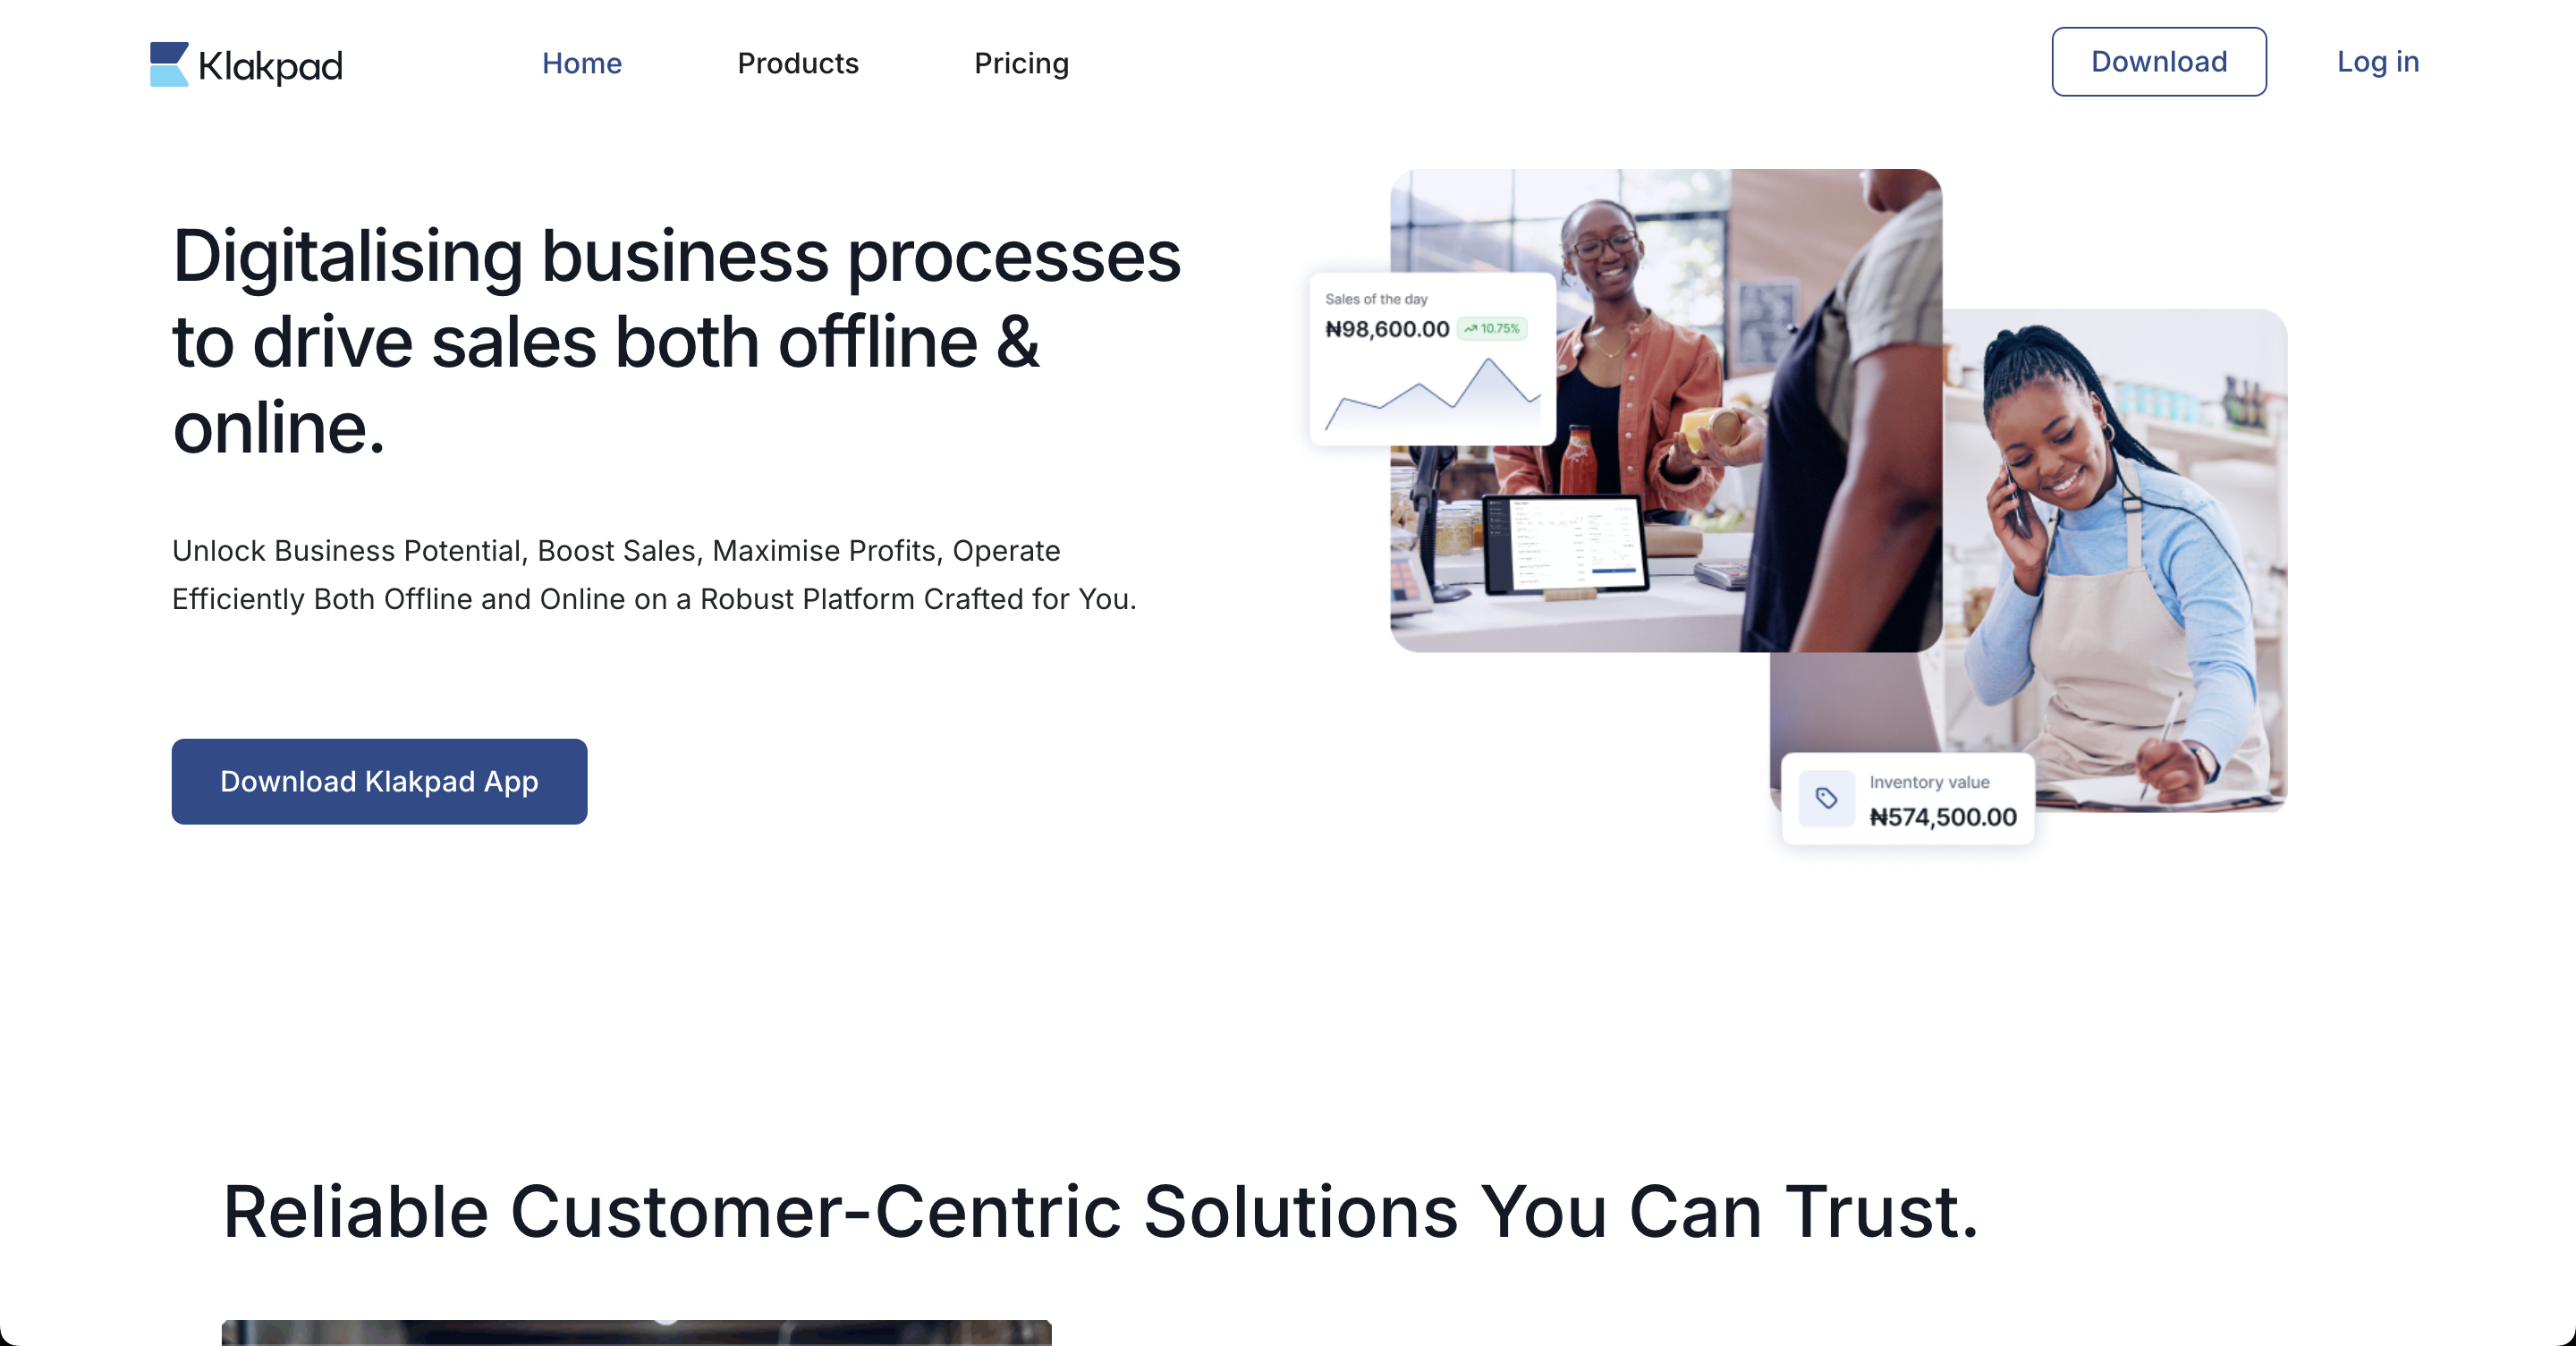 Klakpad
Home
Products
Pricing
Download
Log in
Digitalising business processes
to drive sales both offline &
online.
Unlock Business Potential, Boost Sales, Maximise Profits, Operate
Efficiently Both Offline and Online on a Robust Platform Crafted for You.
Download Klakpad App
Sales of the day
₦98,600.00
10.75%
Inventory value
₦574,500.00
Reliable Customer-Centric Solutions You Can Trust.